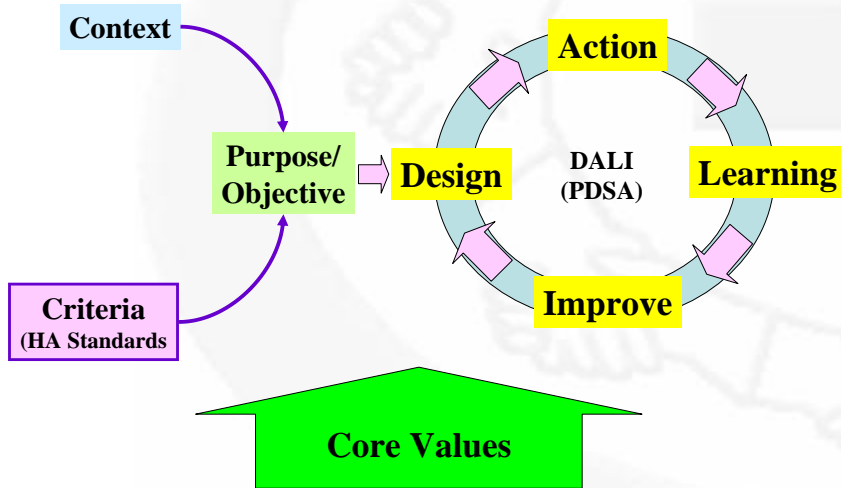 Context
Action
Purpose/
Objective
Design
DALI
(PDSA)
Learning
Criteria
(HA Standards
Improve
Core Values